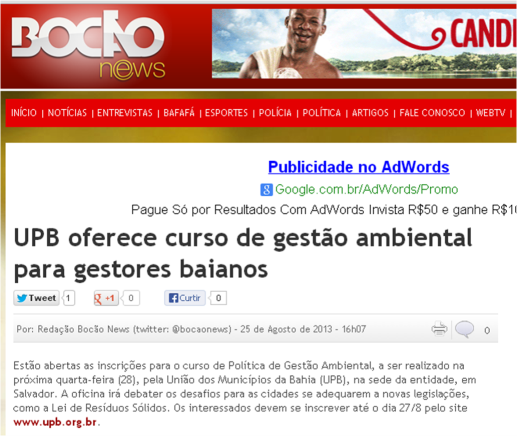 BOCÃO
news
CANDI
INÍCIO | NOTÍCIAS | ENTREVISTAS | BAFAFÁ | ESPORTES | POLÍCIA | POLÍTICA | ARTIGOS | FALE CONOSCO | WEBTV |
Publicidade no AdWords
Google.com.br/AdWords/Promo
Pague Só por Resultados Com AdWords Invista R$50 e ganhe R$10
UPB oferece curso de gestão ambiental
para gestores baianos
Tweet 1 +1 0 Curtir 0
Por: Redação Bocão News (twitter: @bocaonews) - 25 de Agosto de 2013 - 16h07 0
Estão abertas as inscrições para o curso de Política de Gestão Ambiental, a ser realizado na
próxima quarta-feira (28), pela União dos Municípios da Bahia (UPB), na sede da entidade, em
Salvador. A oficina irá debater os desafios para as cidades se adequarem a novas legislações,
como a Lei de Resíduos Sólidos. Os interessados devem se inscrever até o dia 27/8 pelo site
www.upb.org.br.